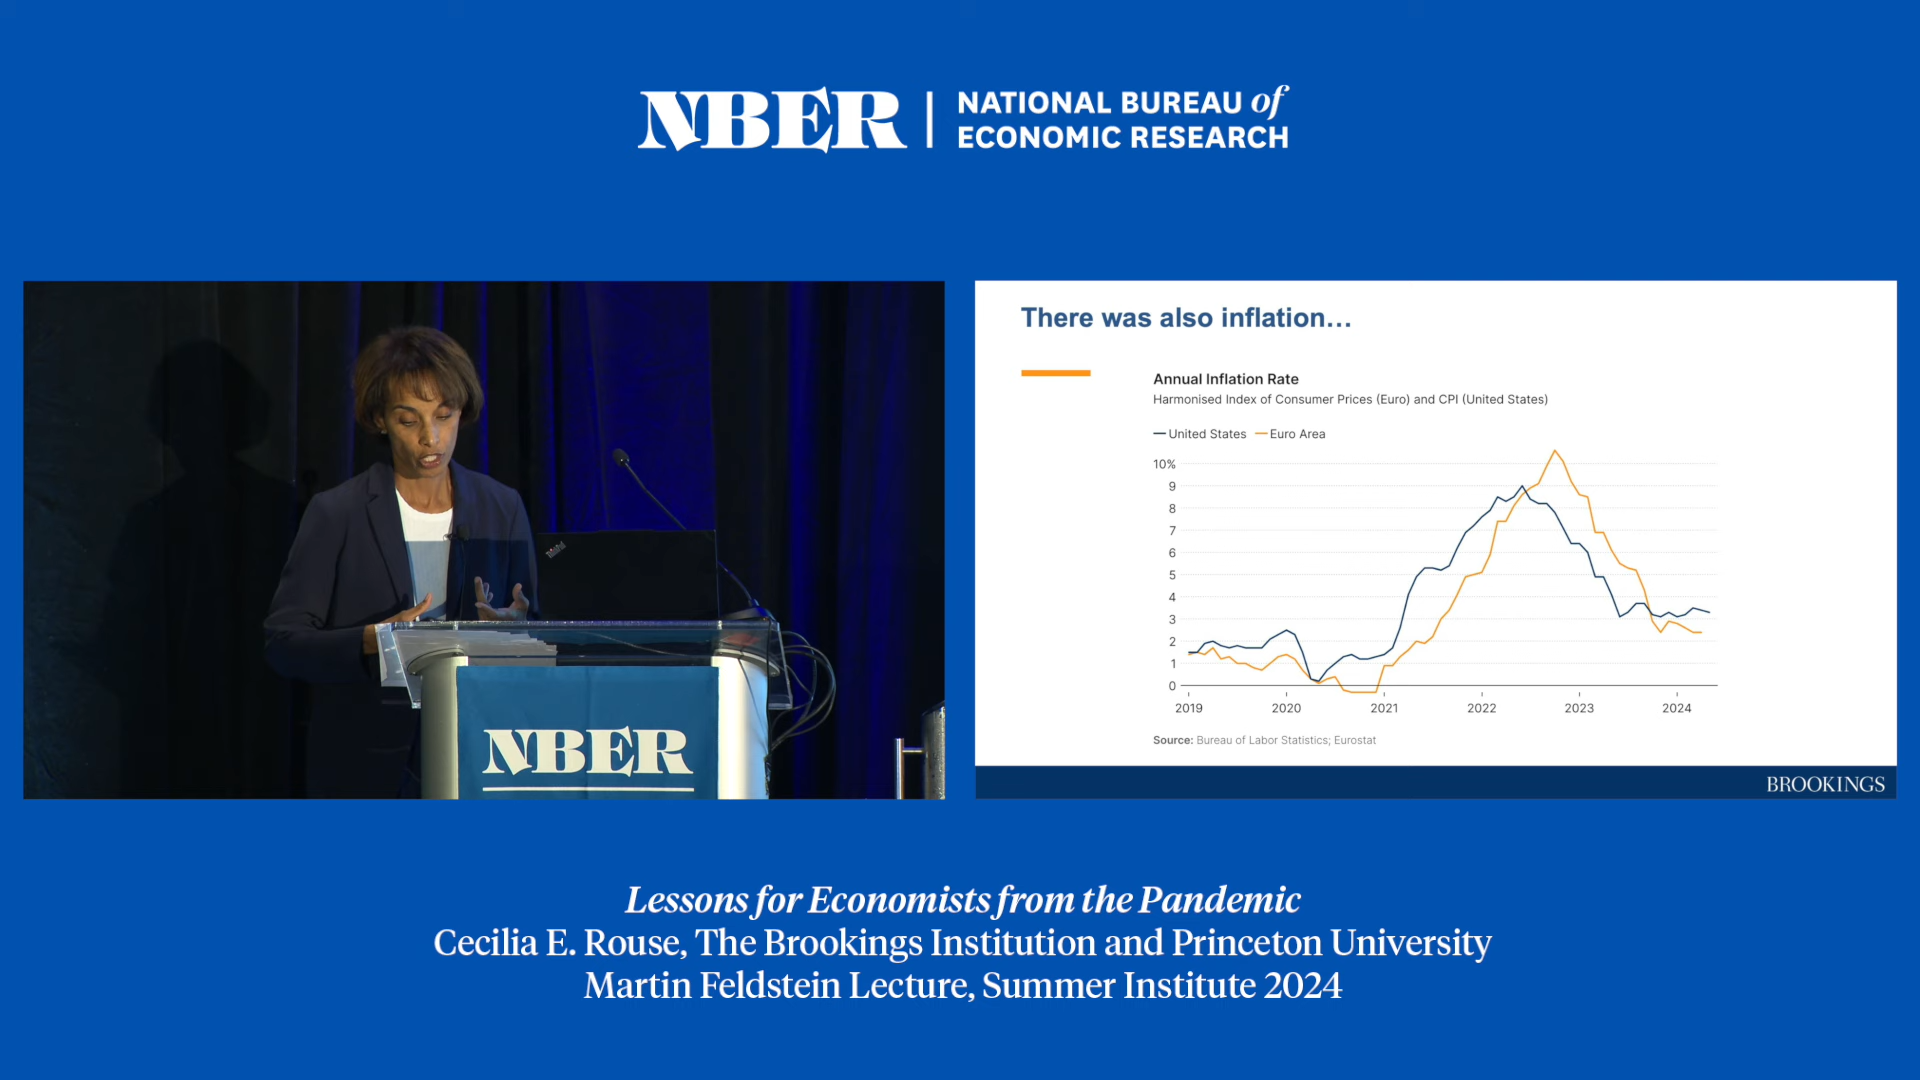 NBER
NATIONAL BUREAU of
ECONOMIC RESEARCH
NBER
There was also inflation…
Annual Inflation Rate
Harmonised Index of Consumer Prices (Euro) and CPI (United States)
United States
Euro Area
10%
9
8
7
6
5
4
3
2
1
0
2019
2020
2021
2022
2023
2024
Source: Bureau of Labor Statistics; Eurostat
BROOKINGS
Lessons for Economists from the Pandemic
Cecilia E. Rouse, The Brookings Institution and Princeton University
Martin Feldstein Lecture, Summer Institute 2024